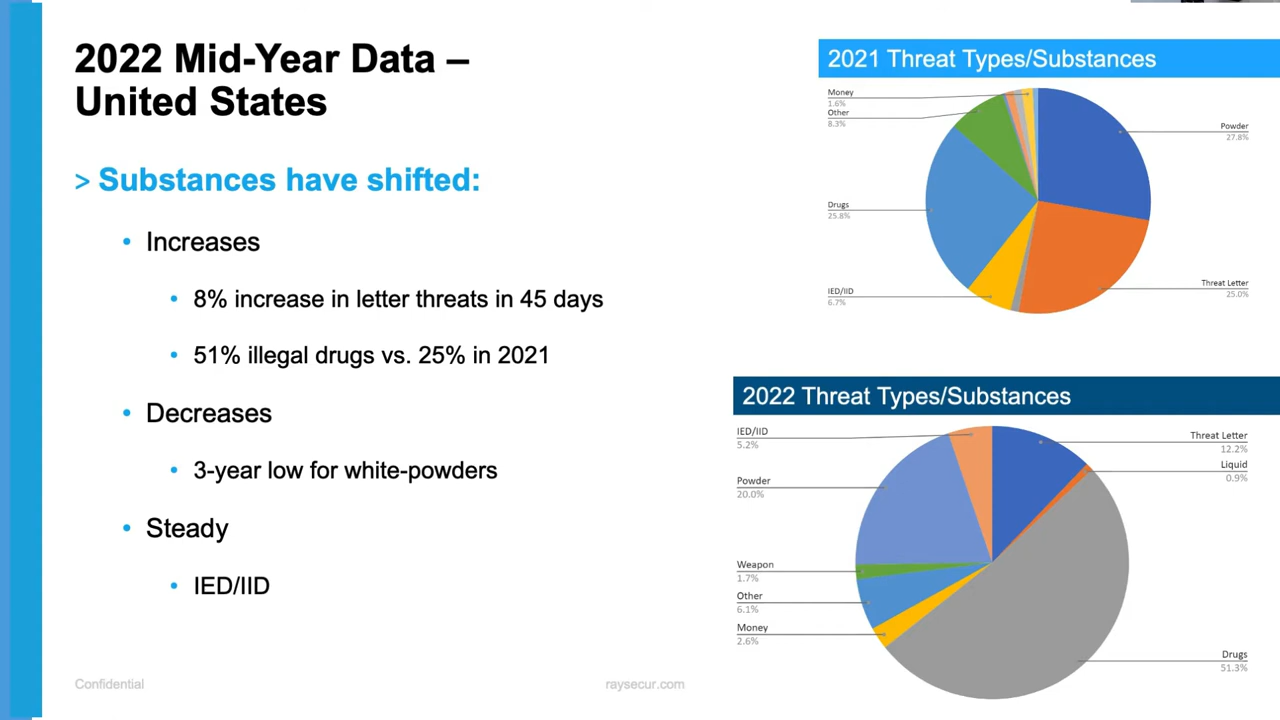 2022 Mid-Year Data –
United States
> Substances have shifted:
• Increases
• 8% increase in letter threats in 45 days
• 51% illegal drugs vs. 25% in 2021
• Decreases
• 3-year low for white-powders
• Steady
• IED/IID
Confidential
raysecur.com
2021 Threat Types/Substances
Money
1.6%
Other
8.3%
Powder
27.8%
Drugs
25.8%
Threat Letter
25.0%
IED/IID
6.7%
2022 Threat Types/Substances
IED/IID
5.2%
Threat Letter
12.2%
Liquid
0.9%
Powder
20.0%
Weapon
1.7%
Other
6.1%
Money
2.6%
Drugs
51.3%